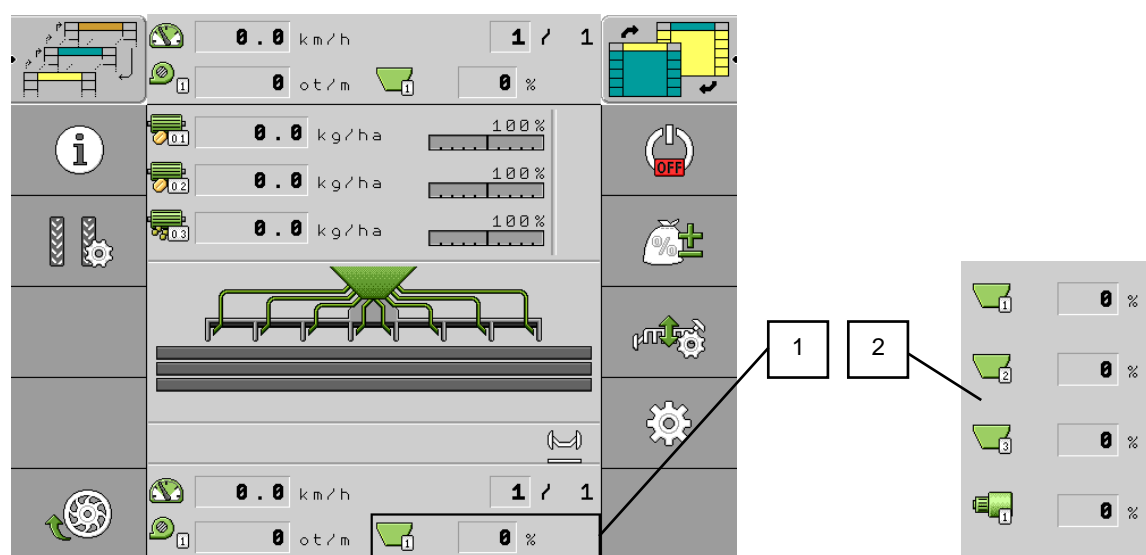 0.0 km/h 1 / 1
1 0 ot/m 1 0 %
i
01 0.0 kg/ha 100%
02 0.0 kg/ha 100%
03 0.0 kg/ha 100%
OFF
%
1 2
0.0 km/h 1 / 1
1 0 ot/m 1 0 %
1 0 %
2 0 %
3 0 %
1 0 %